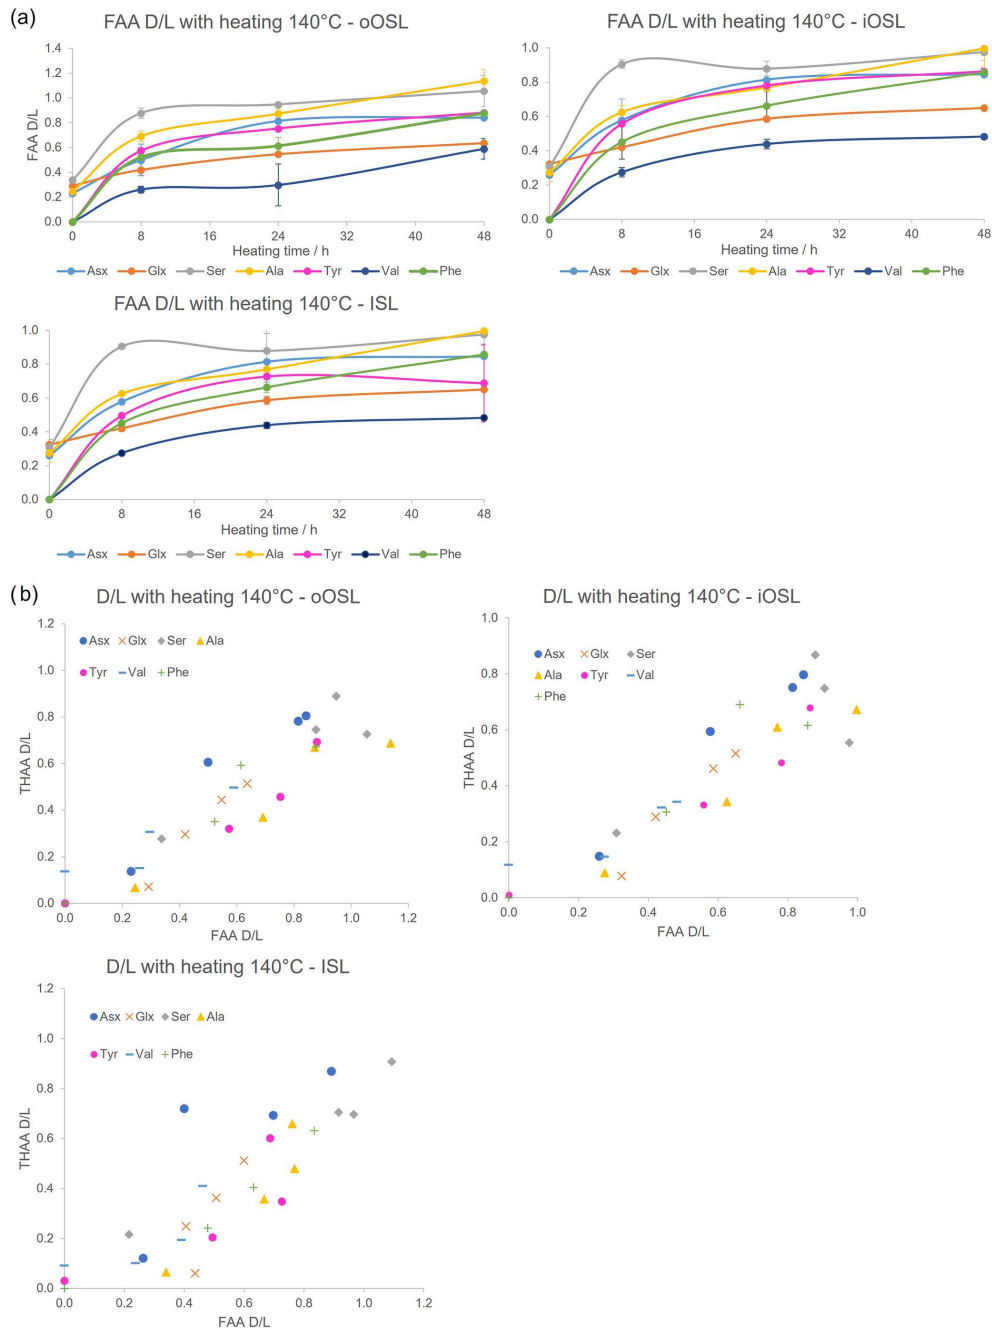 (a)
FAA D/L with heating 140°C - oOSL
1.4
1.2
1.0
0.8
0.6
0.4
0.2
0.0
FAA D/L
0 8 16 24 32 40 48
Heating time / h
Asx Glx Ser Ala Tyr Val Phe
FAA D/L with heating 140°C - iOSL
1.0
0.8
0.6
0.4
0.2
0.0
0 8 16 24 32 40 48
Heating time / h
Asx Glx Ser Ala Tyr Val Phe
FAA D/L with heating 140°C - ISL
1.0
0.8
0.6
0.4
0.2
0.0
0 8 16 24 32 40 48
Heating time / h
Asx Glx Ser Ala Tyr Val Phe
(b)
D/L with heating 140°C - oOSL
1.2
1.0
0.8
0.6
0.4
0.2
0.0
THAA D/L
Asx Glx Ser Ala
Tyr Val Phe
0.0 0.2 0.4 0.6 0.8 1.0 1.2
FAA D/L
D/L with heating 140°C - iOSL
1.0
0.8
0.6
0.4
0.2
0.0
THAA D/L
Asx Glx Ser
Ala Tyr Val
Phe
0.0 0.2 0.4 0.6 0.8 1.0
FAA D/L
D/L with heating 140°C - ISL
1.2
1.0
0.8
0.6
0.4
0.2
0.0
THAA D/L
Asx Glx Ser Ala
Tyr Val Phe
0.0 0.2 0.4 0.6 0.8 1.0 1.2
FAA D/L